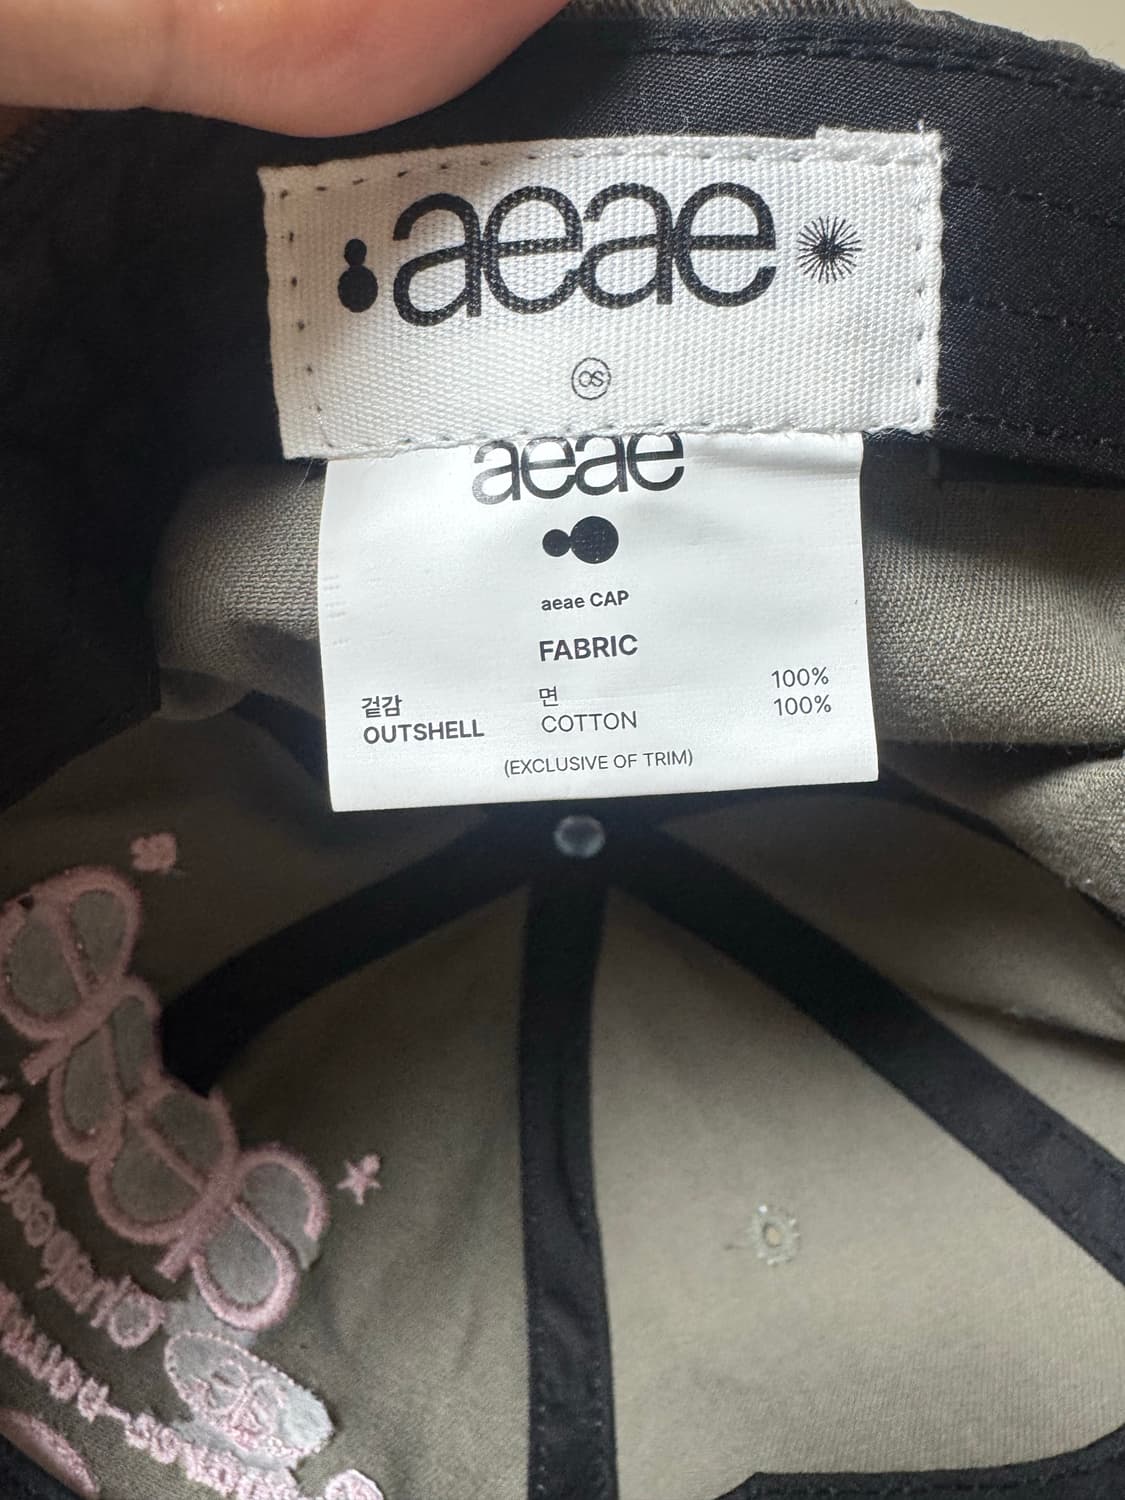 aeae
OS
aeae
aeae CAP
FABRIC
겉감 면 100%
OUTSHELL COTTON 100%
(EXCLUSIVE OF TRIM)